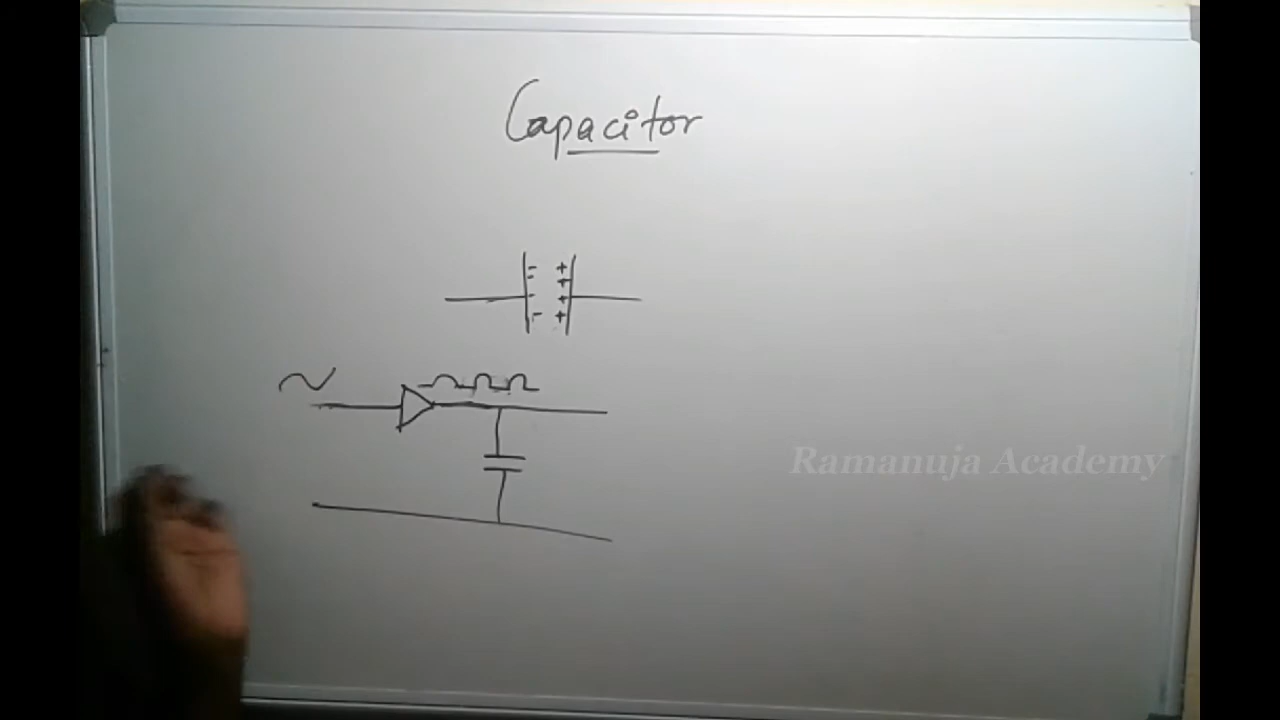 Capacitor
- +
- +
- +
- +
Ramanuja Academy